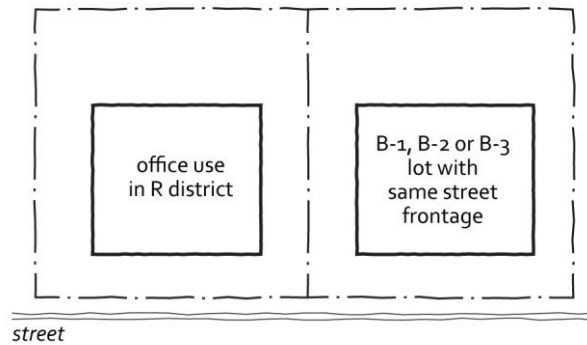 office use
in R district
B-1, B-2 or B-3
lot with
same street
frontage
street